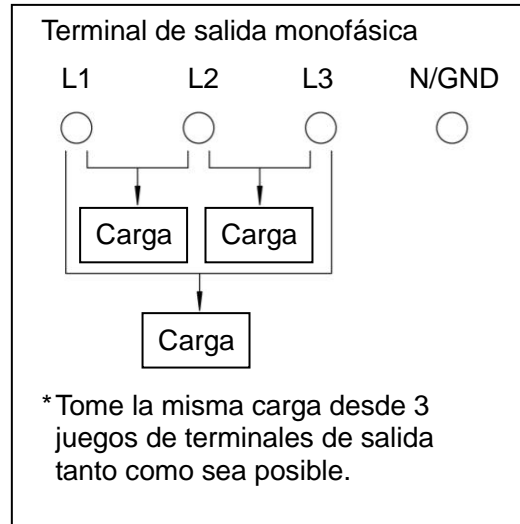 Terminal de salida monofásica
L1 L2 L3 N/GND
Carga Carga
Carga
*Tome la misma carga desde 3
juegos de terminales de salida
tanto como sea posible.